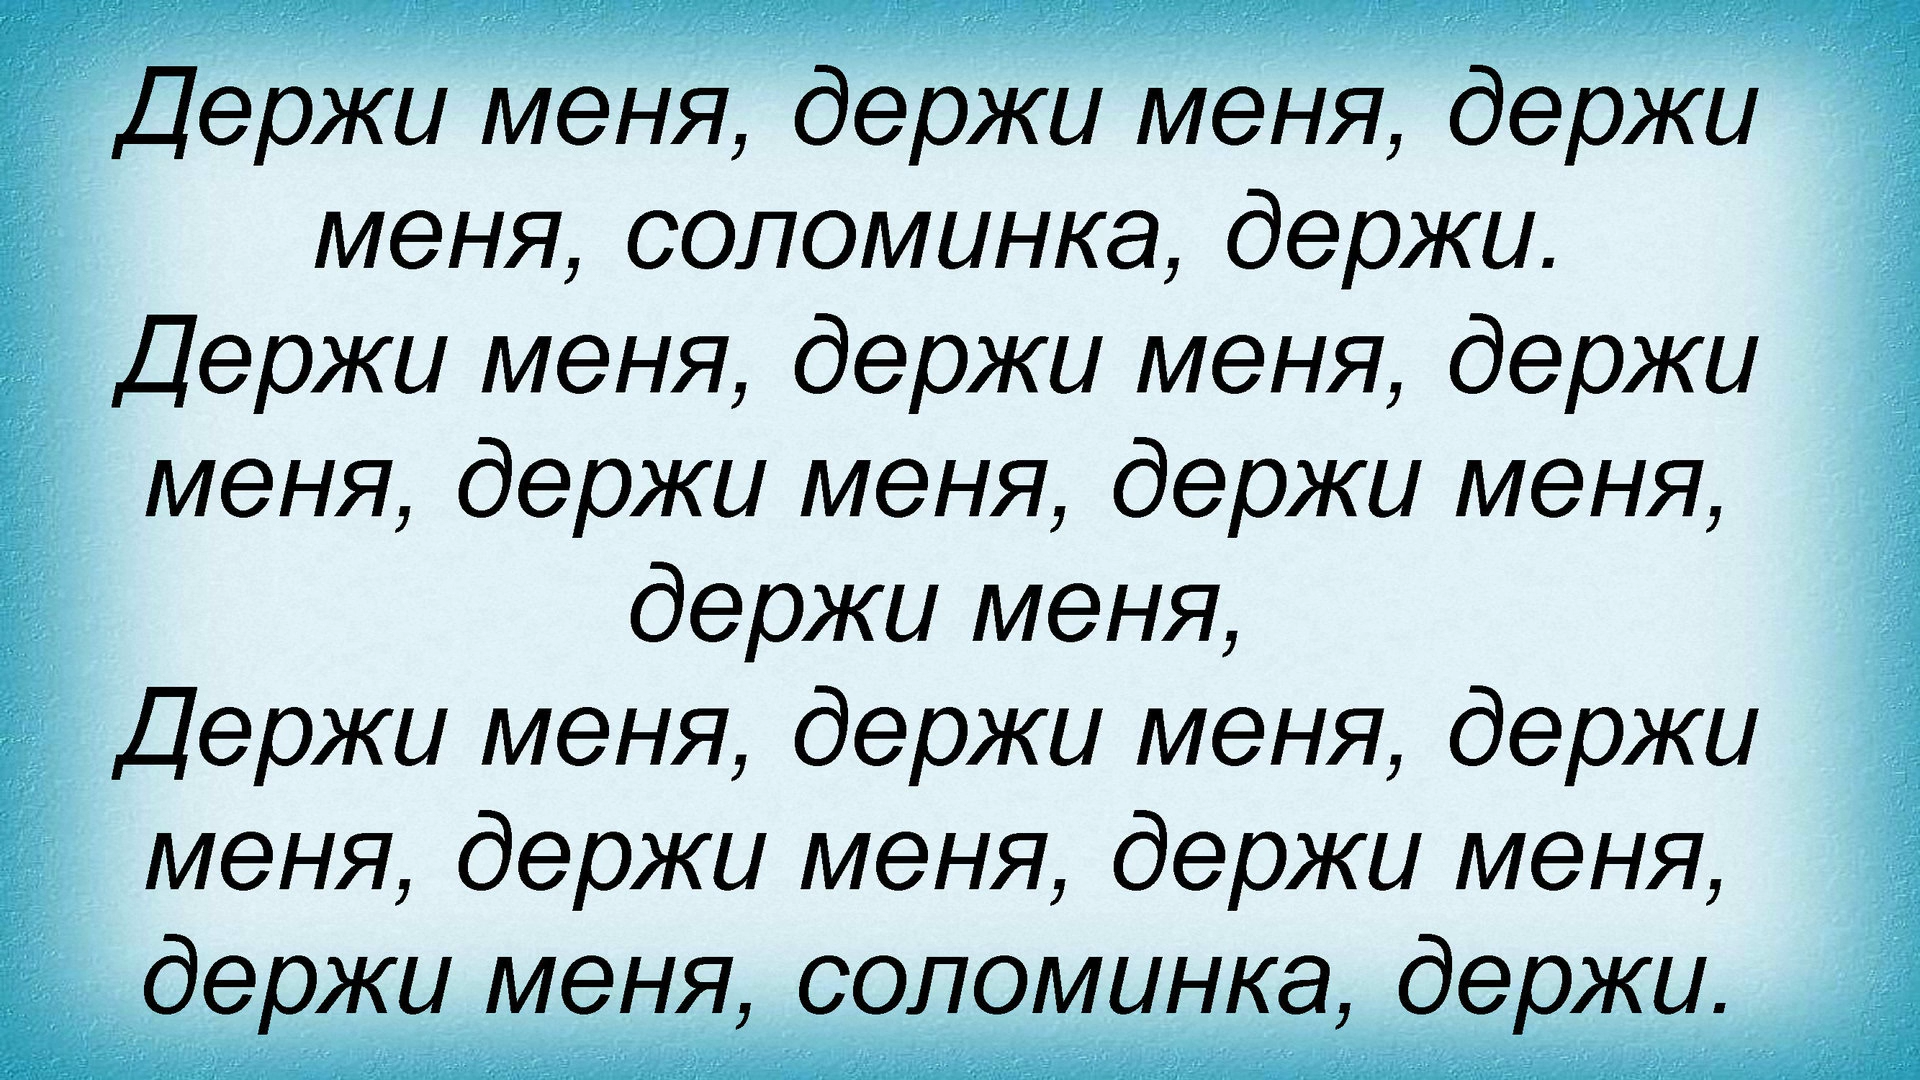 Держи меня, держи меня, держи
меня, соломинка, держи.
Держи меня, держи меня, держи
меня, держи меня, держи меня,
держи меня,
Держи меня, держи меня, держи
меня, держи меня, держи меня,
держи меня, соломинка, держи.